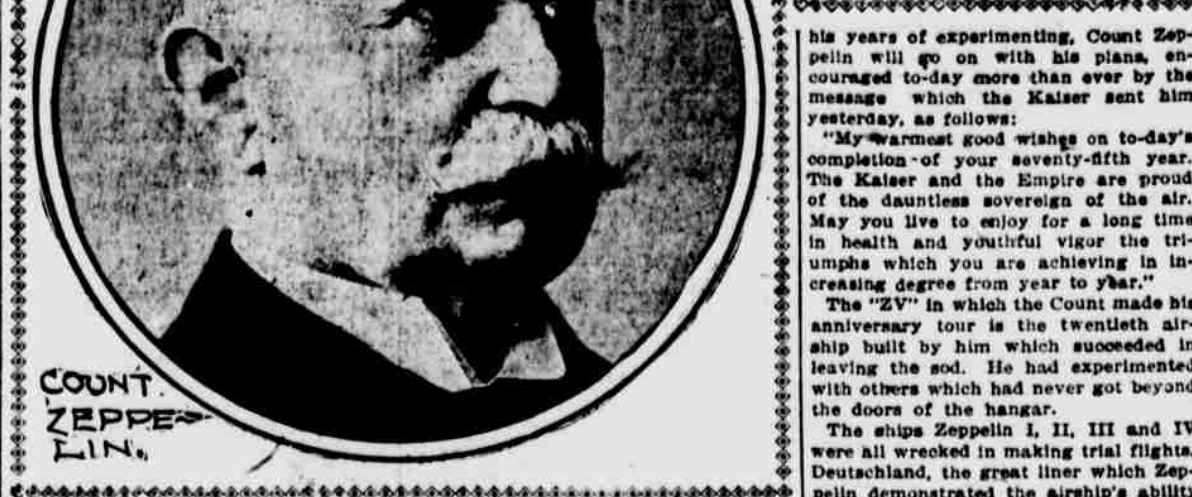 COUNT
ZEPPE-
LIN.
his years of experimenting, Count Zep-
pelin will go on with his plans, en-
couraged to-day more than ever by the
message which the Kaiser sent him
yesterday, as follows:
"My warmest good wishes on to-day's
completion of your seventy-fifth year.
The Kaiser and the Empire are proud
of the dauntless sovereign of the air.
May you live to enjoy for a long time
in health and youthful vigor the tri-
umphs which you are achieving in in-
creasing degree from year to year."
The "ZV" in which the Count made his
anniversary tour is the twentieth air-
ship built by him which succeeded in
leaving the sod. He had experimented
with others which had never got beyond
the doors of the hangar.
The ships Zeppelin I, II, III and IV
were all wrecked in making trial flights.
Deutschland, the great liner which Zep-
pelin demonstrated the airship's ability